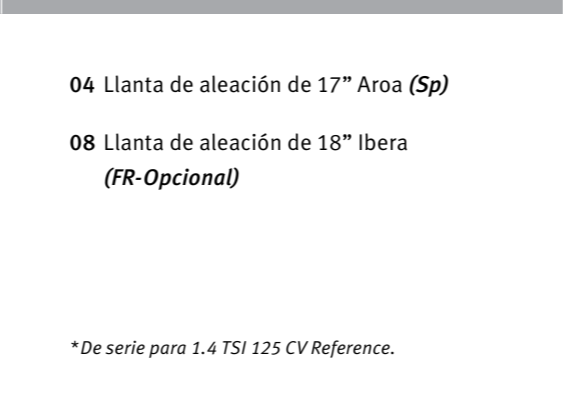 04 Llanta de aleación de 17” Aroa (Sp)
08 Llanta de aleación de 18” Ibera
(FR-Opcional)
*De serie para 1.4 TSI 125 CV Reference.